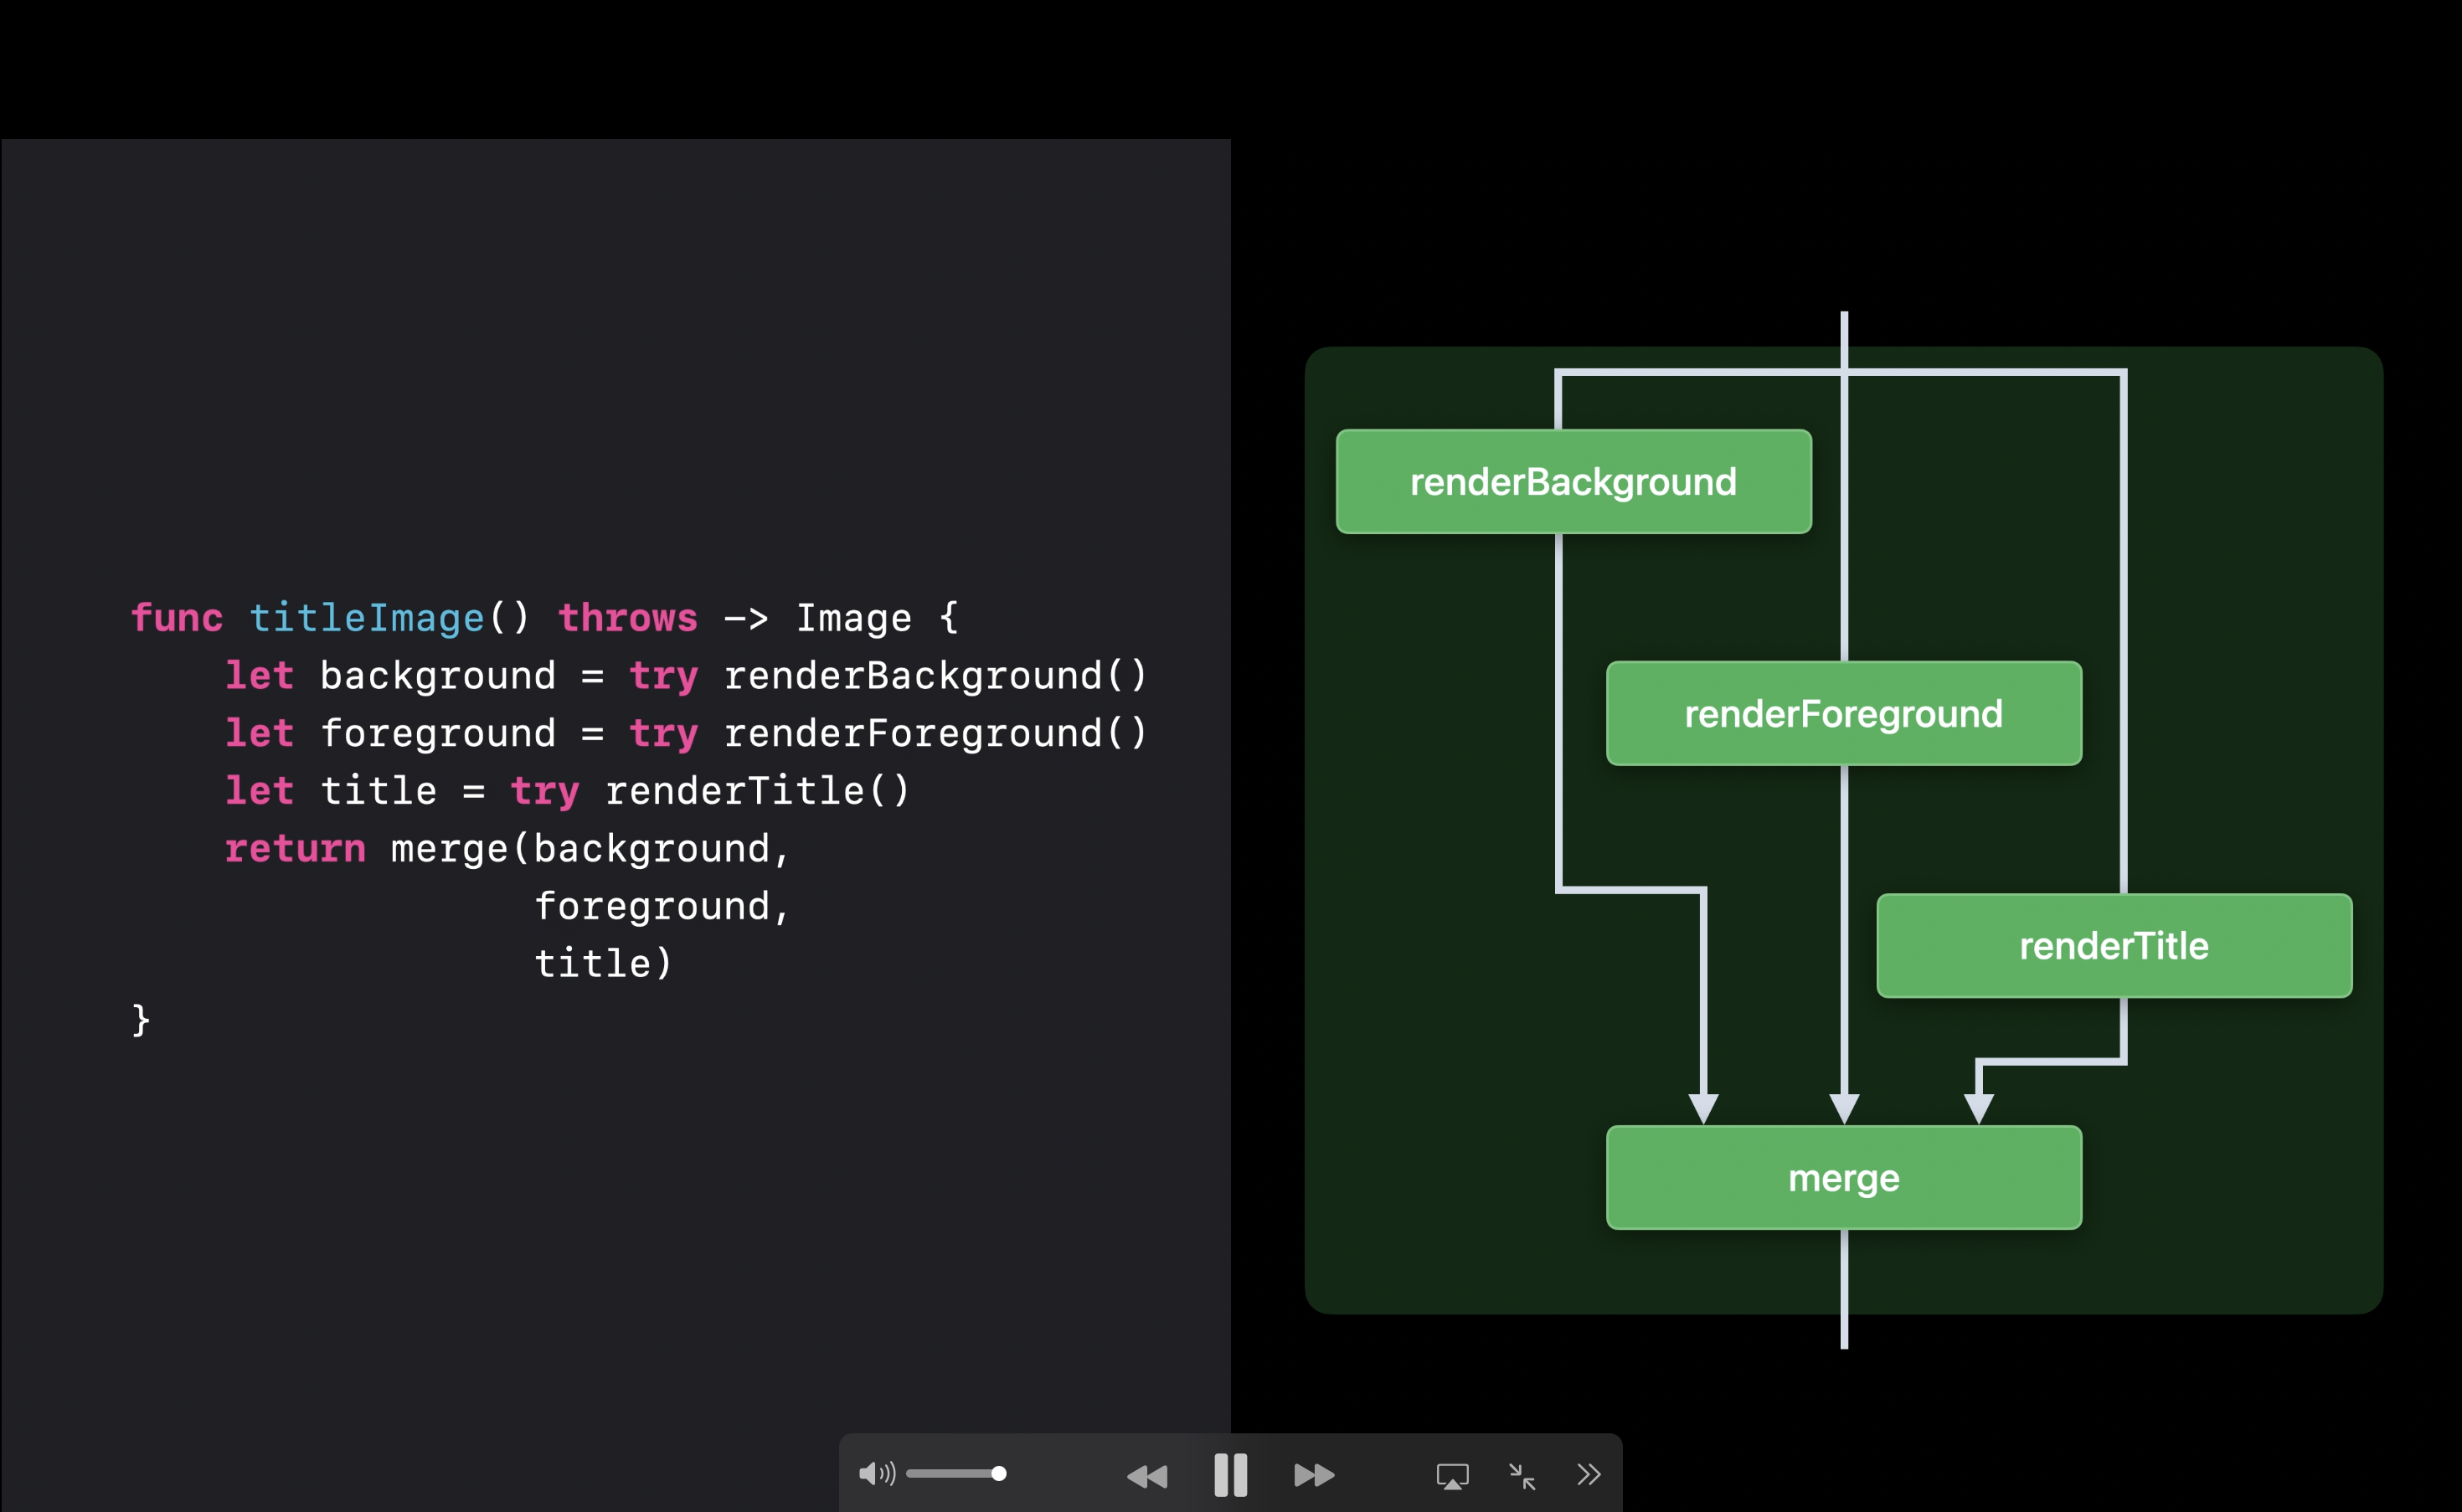 func titleImage() throws -> Image {
    let background = try renderBackground()
    let foreground = try renderForeground()
    let title = try renderTitle()
    return merge(background,
                 foreground,
                 title)
}
renderBackground
renderForeground
renderTitle
merge